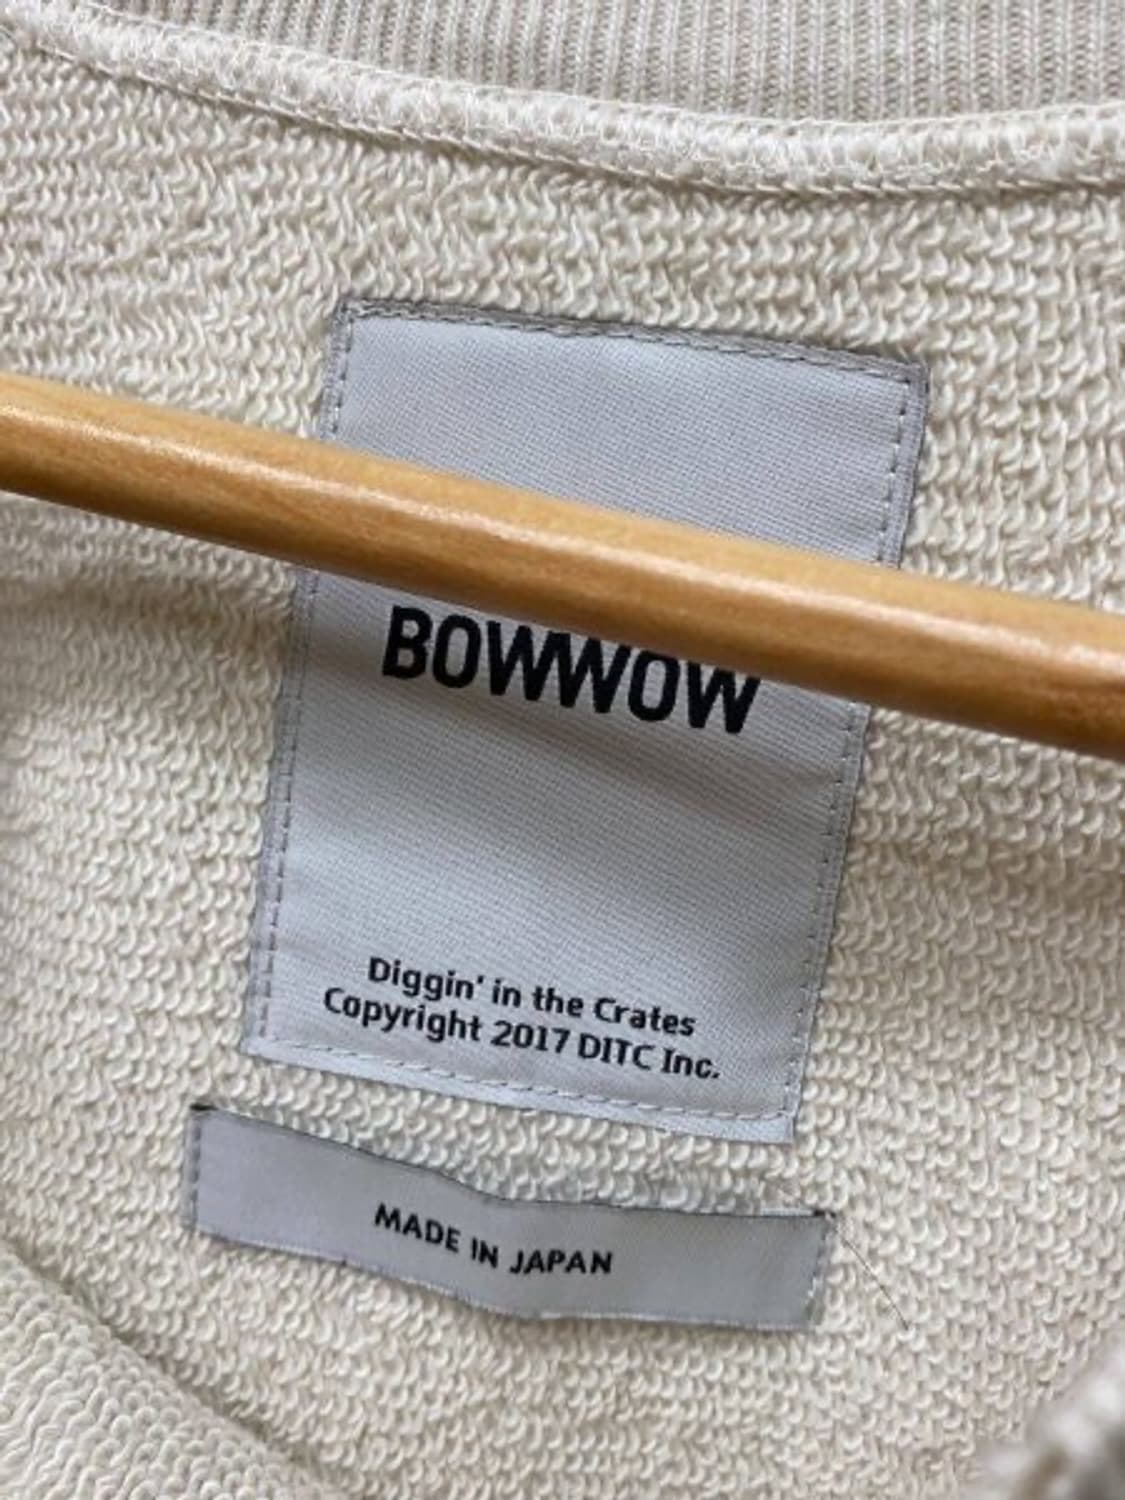 BOWWOW
Diggin' in the Crates
Copyright 2017 DITC Inc.
MADE IN JAPAN